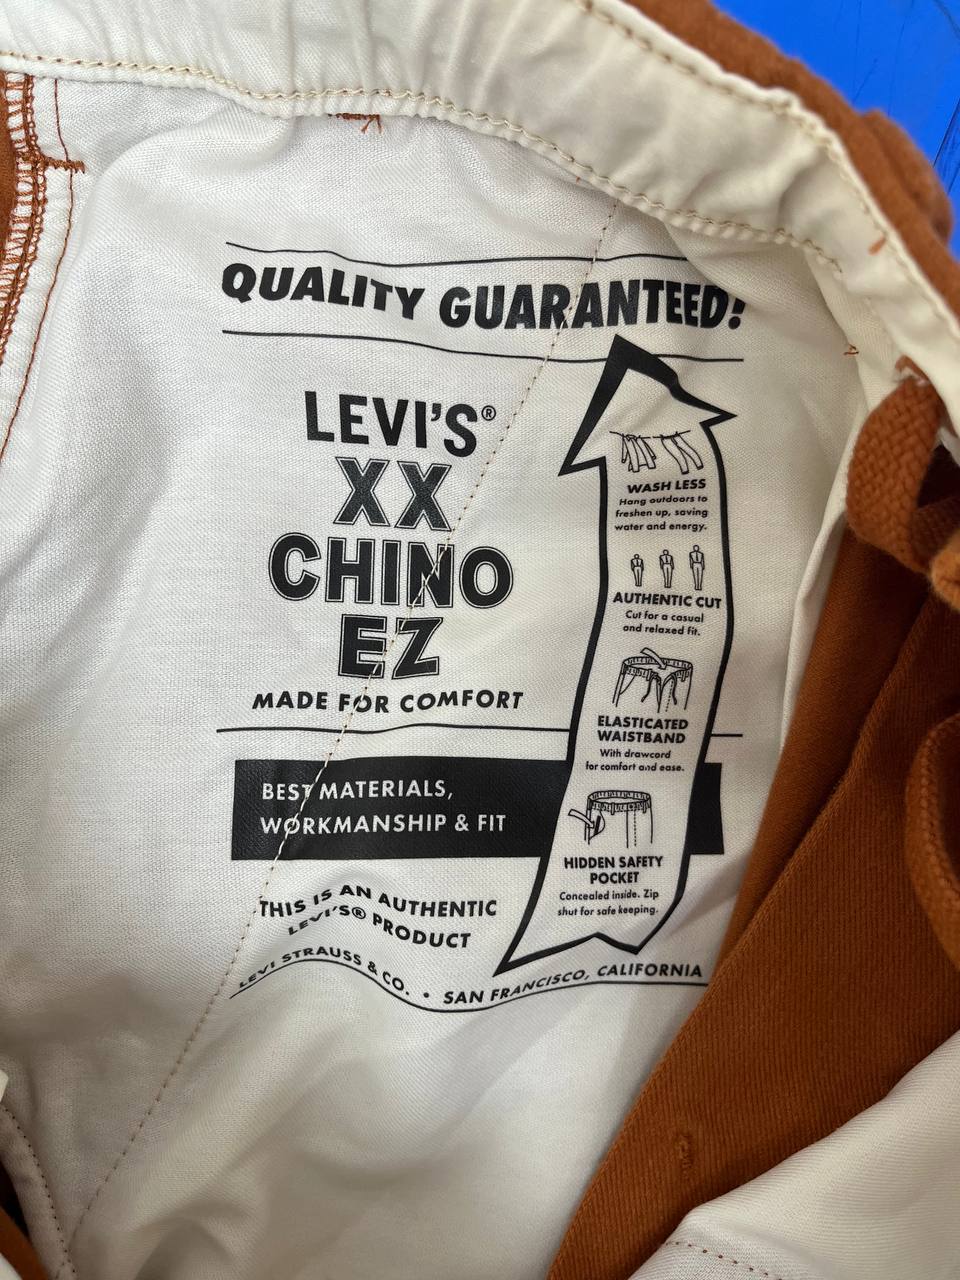 QUALITY GUARANTEED!
LEVI'S®
XX
CHINO
EZ
MADE FOR COMFORT
BEST MATERIALS,
WORKMANSHIP & FIT
THIS IS AN AUTHENTIC
LEVI'S® PRODUCT
LEVI STRAUSS & CO. • SAN FRANCISCO, CALIFORNIA
WASH LESS
Hang outdoors to
freshen up, saving
water and energy.
AUTHENTIC CUT
Cut for a casual
and relaxed fit.
ELASTICATED
WAISTBAND
With drawcord
for comfort and ease.
HIDDEN SAFETY
POCKET
Concealed inside. Zip
shut for safe keeping.